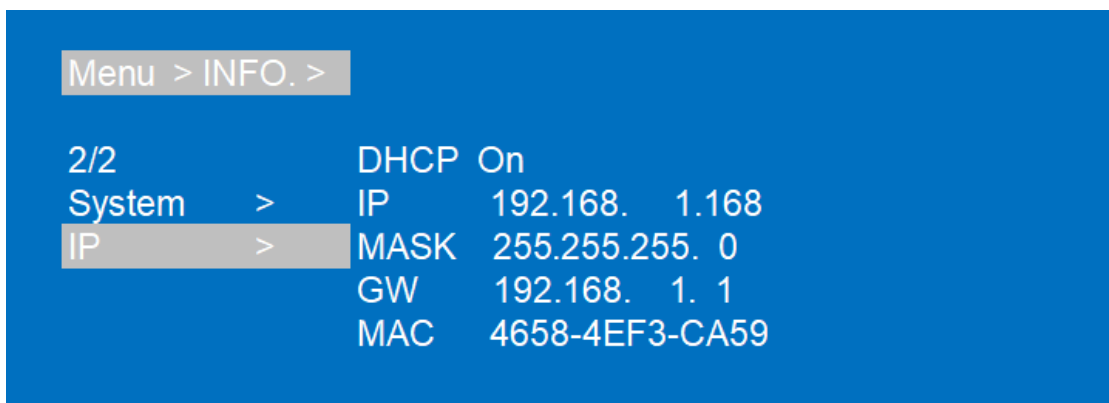 Menu > INFO. >
2/2 DHCP On
System > IP 192.168. 1.168
IP > MASK 255.255.255. 0
GW 192.168. 1. 1
MAC 4658-4EF3-CA59